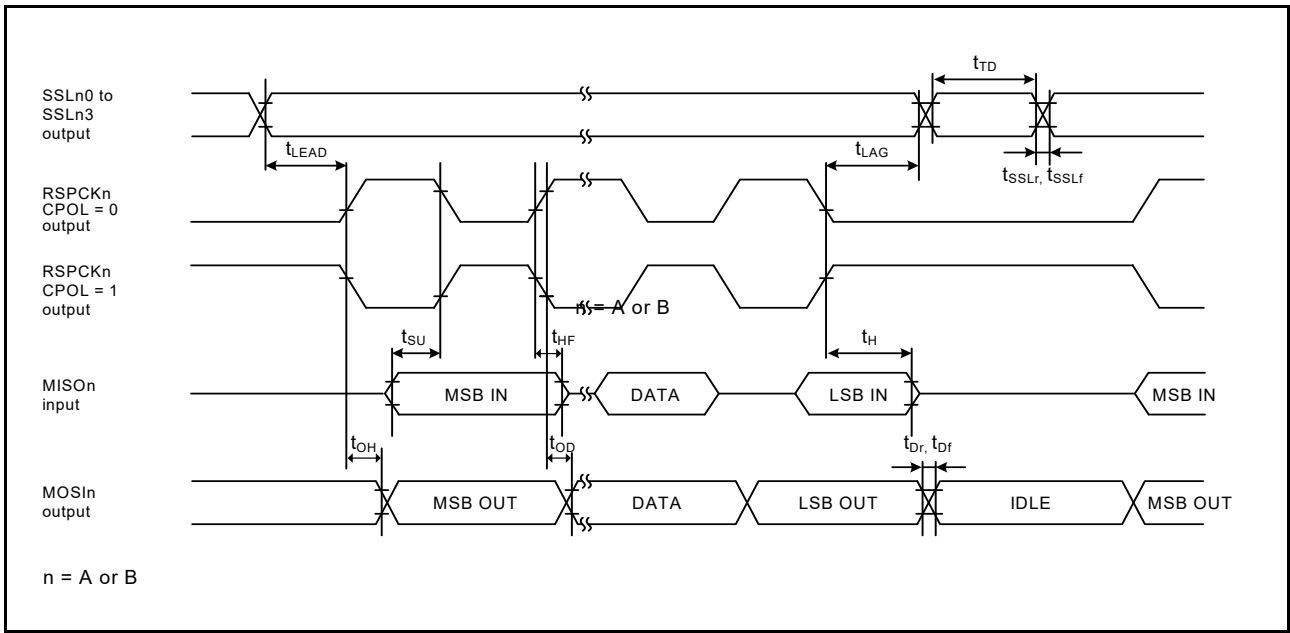 tTD
SSLn0 to
SSLn3
output
tLEAD
tLAG
tSSLr, tSSLf
RSPCKn
CPOL = 0
output
RSPCKn
CPOL = 1
output
n = A or B
tSU
tHF
tH
MISOn
input
MSB IN
DATA
LSB IN
MSB IN
tOH
tOD
tDr, tDf
MOSIn
output
MSB OUT
DATA
LSB OUT
IDLE
MSB OUT
n = A or B